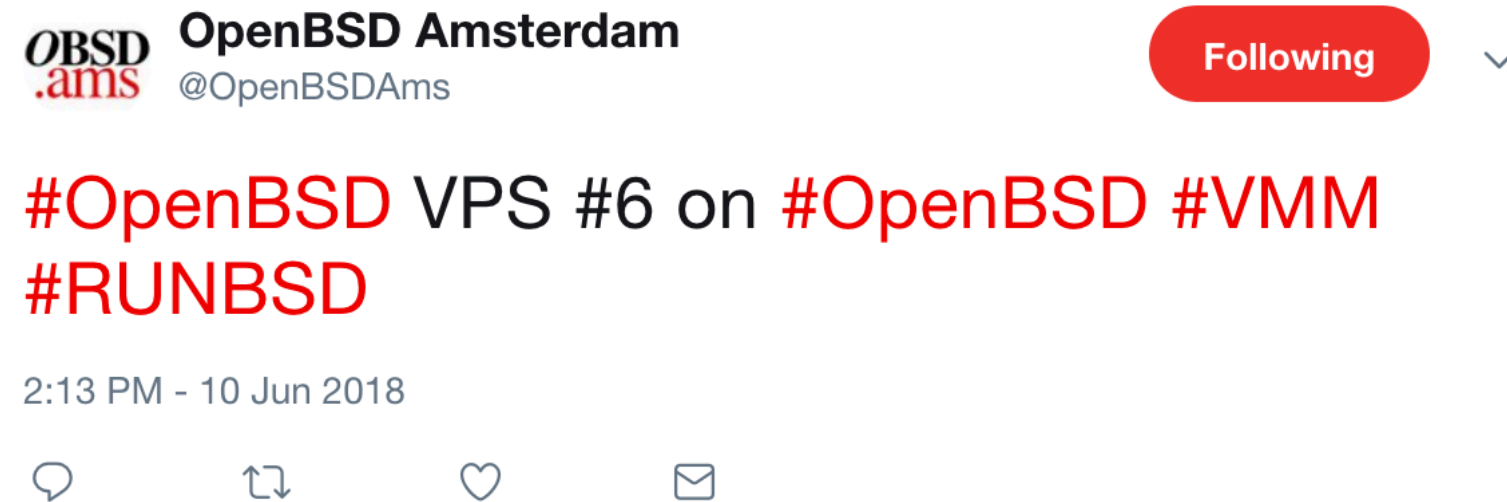 OBSD
.ams
OpenBSD Amsterdam
@OpenBSDAms
Following
#OpenBSD VPS #6 on #OpenBSD #VMM
#RUNBSD
2:13 PM - 10 Jun 2018